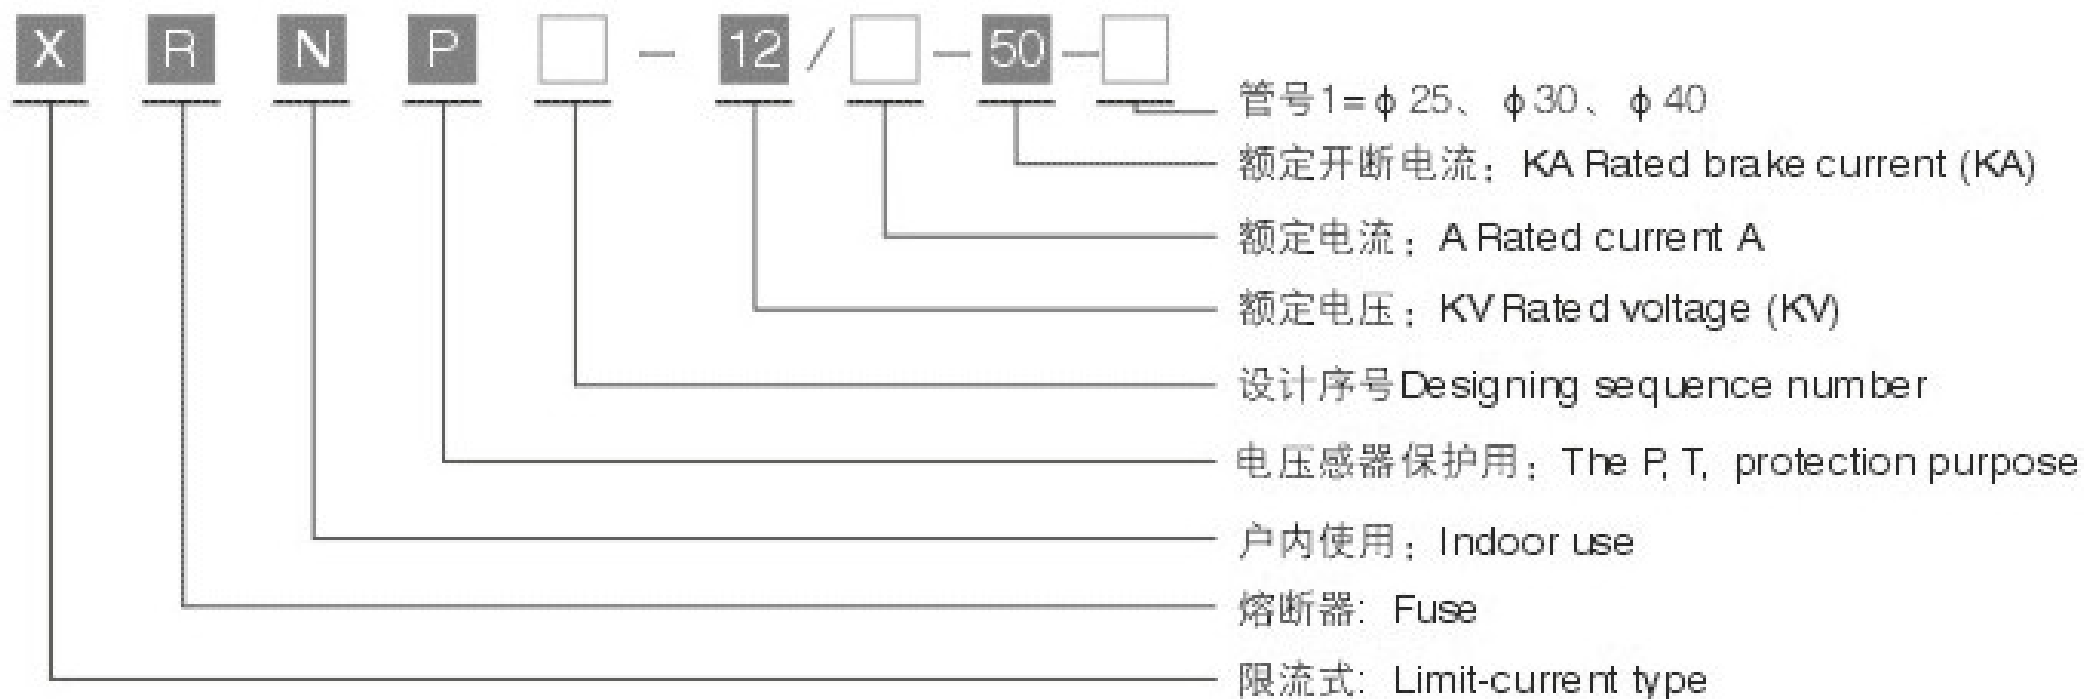 X R N P □ - 12 / □ - 50 - □
管号1=ϕ 25、 ϕ 30、 ϕ 40
额定开断电流: KA Rated brake current (KA)
额定电流: A Rated current A
额定电压: KV Rated voltage (KV)
设计序号Designing sequence number
电压感器保护用: The P, T, protection purpose
户内使用: Indoor use
熔断器: Fuse
限流式: Limit-current type